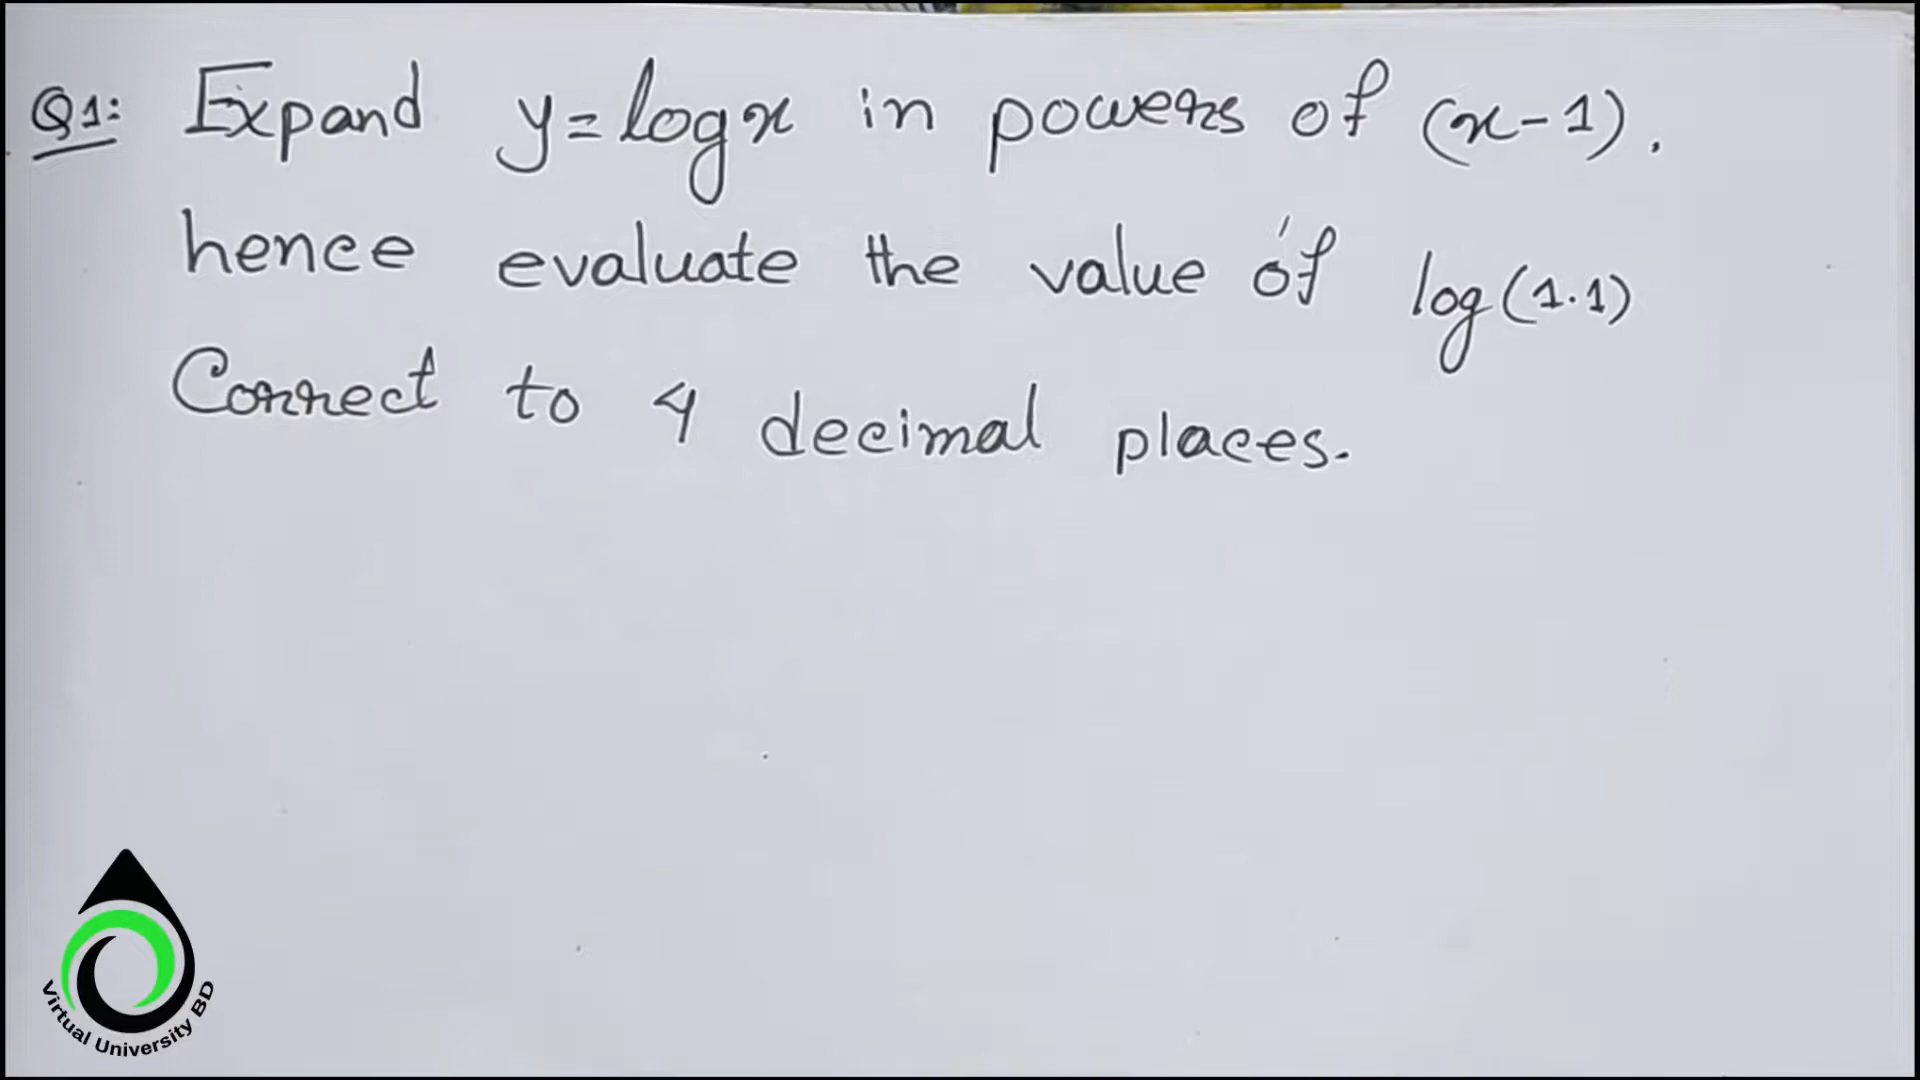 Q1: Expand y=log x in powers of (x-1).
hence evaluate the value of log(1.1)
Correct to 4 decimal places.
Virtual University BD